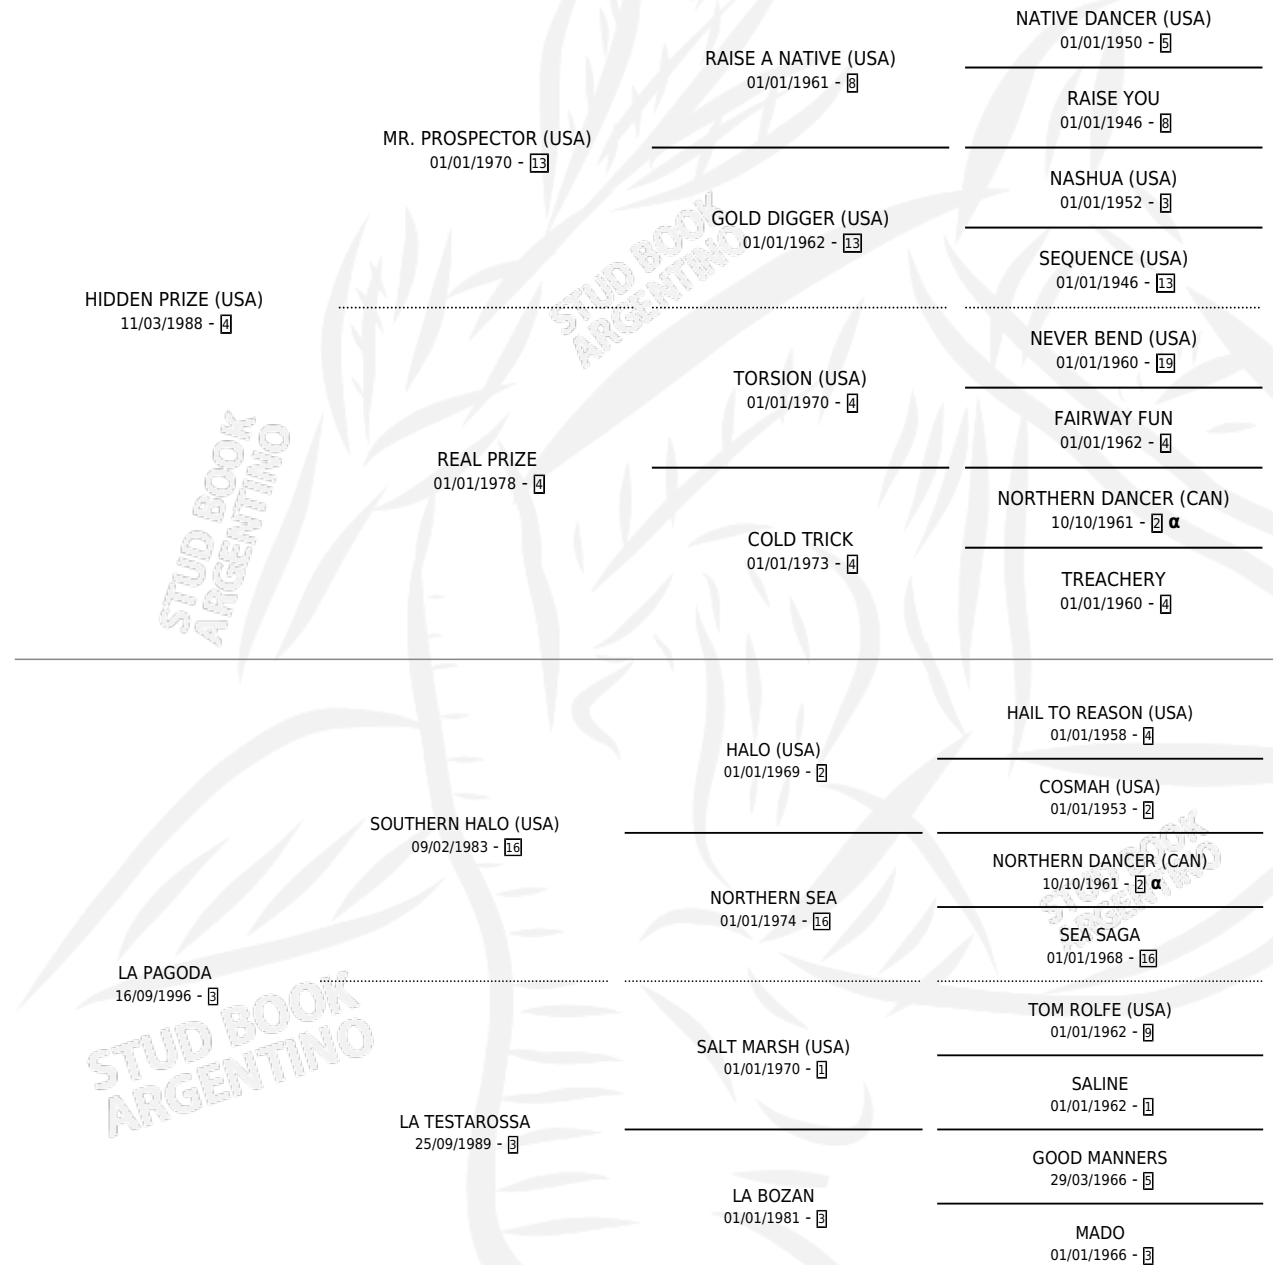 NATIVE DANCER (USA)
01/01/1950 - 5
RAISE A NATIVE (USA)
01/01/1961 - 8
RAISE YOU
01/01/1946 - 8
MR. PROSPECTOR (USA)
01/01/1970 - 13
NASHUA (USA)
01/01/1952 - 3
GOLD DIGGER (USA)
01/01/1962 - 13
SEQUENCE (USA)
01/01/1946 - 13
HIDDEN PRIZE (USA)
11/03/1988 - 4
STUD BOOK
ARGENTINO
NEVER BEND (USA)
01/01/1960 - 19
TORSION (USA)
01/01/1970 - 4
FAIRWAY FUN
01/01/1962 - 4
REAL PRIZE
01/01/1978 - 4
NORTHERN DANCER (CAN)
10/10/1961 - 2 α
COLD TRICK
01/01/1973 - 4
TREACHERY
01/01/1960 - 4
STUD BOOK
ARGENTINO
HAIL TO REASON (USA)
01/01/1958 - 4
HALO (USA)
01/01/1969 - 2
COSMAH (USA)
01/01/1953 - 2
SOUTHERN HALO (USA)
09/02/1983 - 16
NORTHERN DANCER (CAN)
10/10/1961 - 2 α
STUD BOOK
ARGENTINO
NORTHERN SEA
01/01/1974 - 16
SEA SAGA
01/01/1968 - 16
LA PAGODA
16/09/1996 - 3
STUD BOOK
ARGENTINO
TOM ROLFE (USA)
01/01/1962 - 9
SALT MARSH (USA)
01/01/1970 - 1
SALINE
01/01/1962 - 1
LA TESTAROSSA
25/09/1989 - 3
GOOD MANNERS
29/03/1966 - 5
LA BOZAN
01/01/1981 - 3
MADO
01/01/1966 - 3